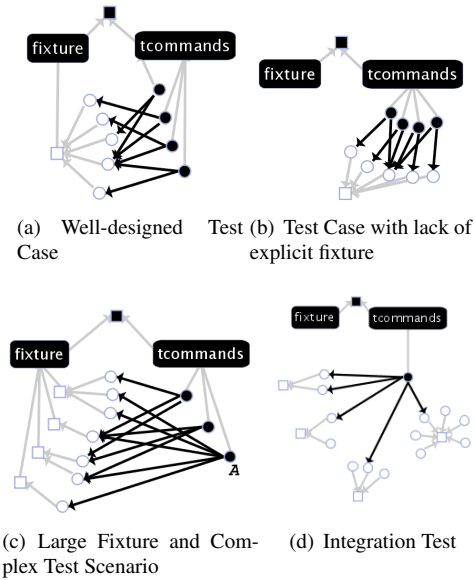 fixture
tcommands
fixture
tcommands
(a) Well-designed Test
Case
(b) Test Case with lack of
explicit fixture
fixture
tcommands
A
fixture
tcommands
(c) Large Fixture and Com-
plex Test Scenario
(d) Integration Test